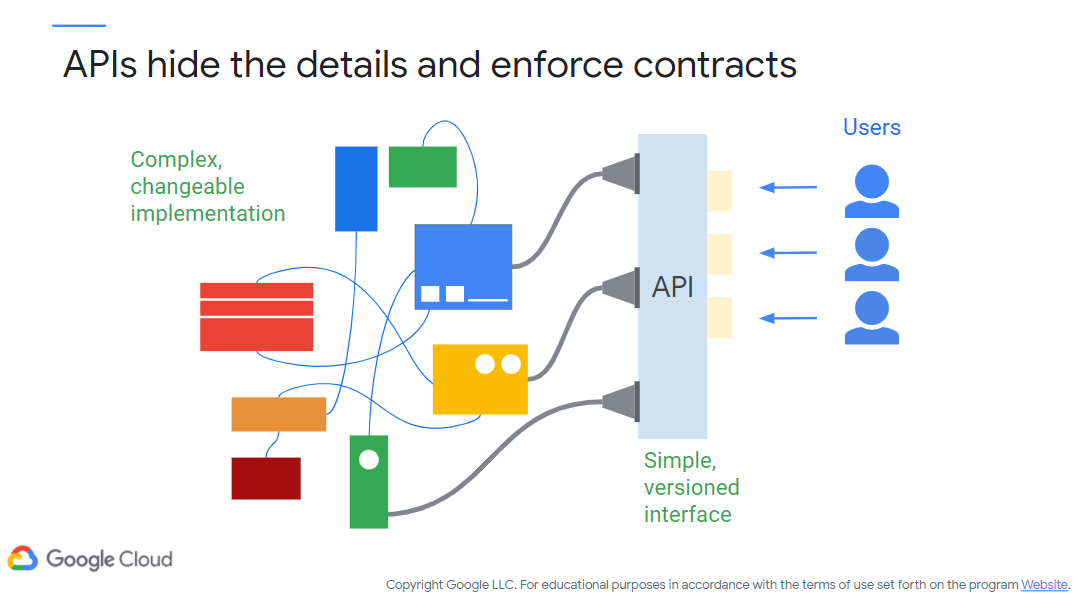 APIs hide the details and enforce contracts
Users
Complex,
changeable
implementation
API
Simple,
versioned
interface
Google Cloud
Copyright Google LLC. For educational purposes in accordance with the terms of use set forth on the program Website.